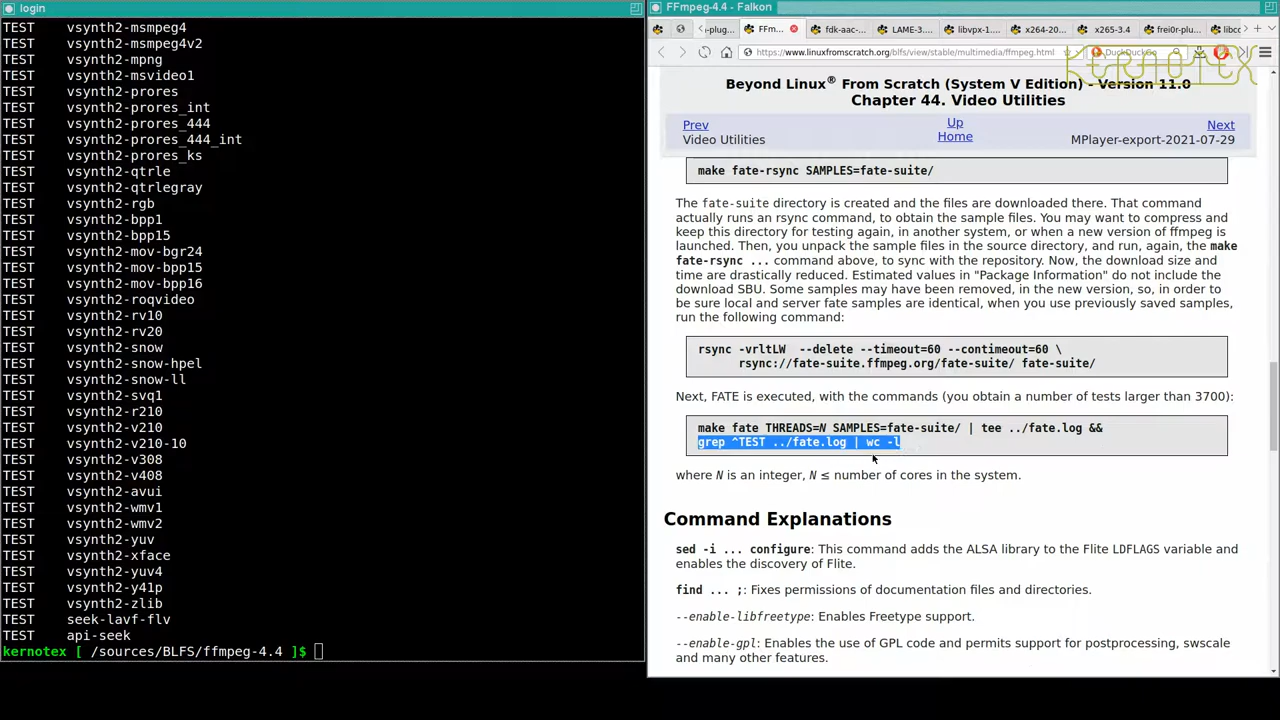 login
TEST vsynth2-msmpeg4
TEST vsynth2-msmpeg4v2
TEST vsynth2-mpng
TEST vsynth2-msvideo1
TEST vsynth2-prores
TEST vsynth2-prores_int
TEST vsynth2-prores_444
TEST vsynth2-prores_444_int
TEST vsynth2-prores_ks
TEST vsynth2-qtrle
TEST vsynth2-qtrlegray
TEST vsynth2-rgb
TEST vsynth2-bpp1
TEST vsynth2-bpp15
TEST vsynth2-mov-bgr24
TEST vsynth2-mov-bpp15
TEST vsynth2-mov-bpp16
TEST vsynth2-roqvideo
TEST vsynth2-rv10
TEST vsynth2-rv20
TEST vsynth2-snow
TEST vsynth2-snow-hpel
TEST vsynth2-snow-ll
TEST vsynth2-svq1
TEST vsynth2-r210
TEST vsynth2-v210
TEST vsynth2-v210-10
TEST vsynth2-v308
TEST vsynth2-v408
TEST vsynth2-avui
TEST vsynth2-wmv1
TEST vsynth2-wmv2
TEST vsynth2-yuv
TEST vsynth2-xface
TEST vsynth2-yuv4
TEST vsynth2-y41p
TEST vsynth2-zlib
TEST seek-lavf-flv
TEST api-seek
kernotex [ /sources/BLFS/ffmpeg-4.4 ]$
FFmpeg-4.4 - Falkon
-plug... FFm... fdk-aac-... LAME-3.... libvpx-1.... x264-20... x265-3.4 frei0r-plu... libcd
https://www.linuxfromscratch.org/blfs/view/stable/multimedia/ffmpeg.html DuckDuckGo
KERNOTEX
Beyond Linux® From Scratch (System V Edition) - Version 11.0
Chapter 44. Video Utilities
Prev Up Next
Video Utilities Home MPlayer-export-2021-07-29
make fate-rsync SAMPLES=fate-suite/
The fate-suite directory is created and the files are downloaded there. That command
actually runs an rsync command, to obtain the sample files. You may want to compress and
keep this directory for testing again, in another system, or when a new version of ffmpeg is
launched. Then, you unpack the sample files in the source directory, and run, again, the make
fate-rsync ... command above, to sync with the repository. Now, the download size and
time are drastically reduced. Estimated values in "Package Information" do not include the
download SBU. Some samples may have been removed, in the new version, so, in order to
be sure local and server fate samples are identical, when you use previously saved samples,
run the following command:
rsync -vrltLW --delete --timeout=60 --contimeout=60 \
rsync://fate-suite.ffmpeg.org/fate-suite/ fate-suite/
Next, FATE is executed, with the commands (you obtain a number of tests larger than 3700):
make fate THREADS=N SAMPLES=fate-suite/ | tee ../fate.log &&
grep ^TEST ../fate.log | wc -l
where N is an integer, N ≤ number of cores in the system.
Command Explanations
sed -i ... configure: This command adds the ALSA library to the Flite LDFLAGS variable and
enables the discovery of Flite.
find ... ;: Fixes permissions of documentation files and directories.
--enable-libfreetype: Enables Freetype support.
--enable-gpl: Enables the use of GPL code and permits support for postprocessing, swscale
and many other features.